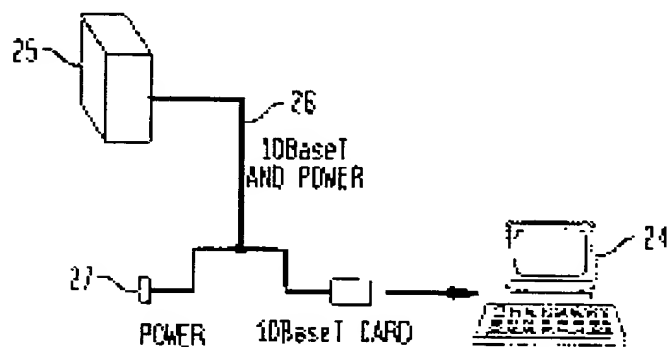 25
26
10BaseT
AND POWER
24
27
POWER
10BaseT CARD